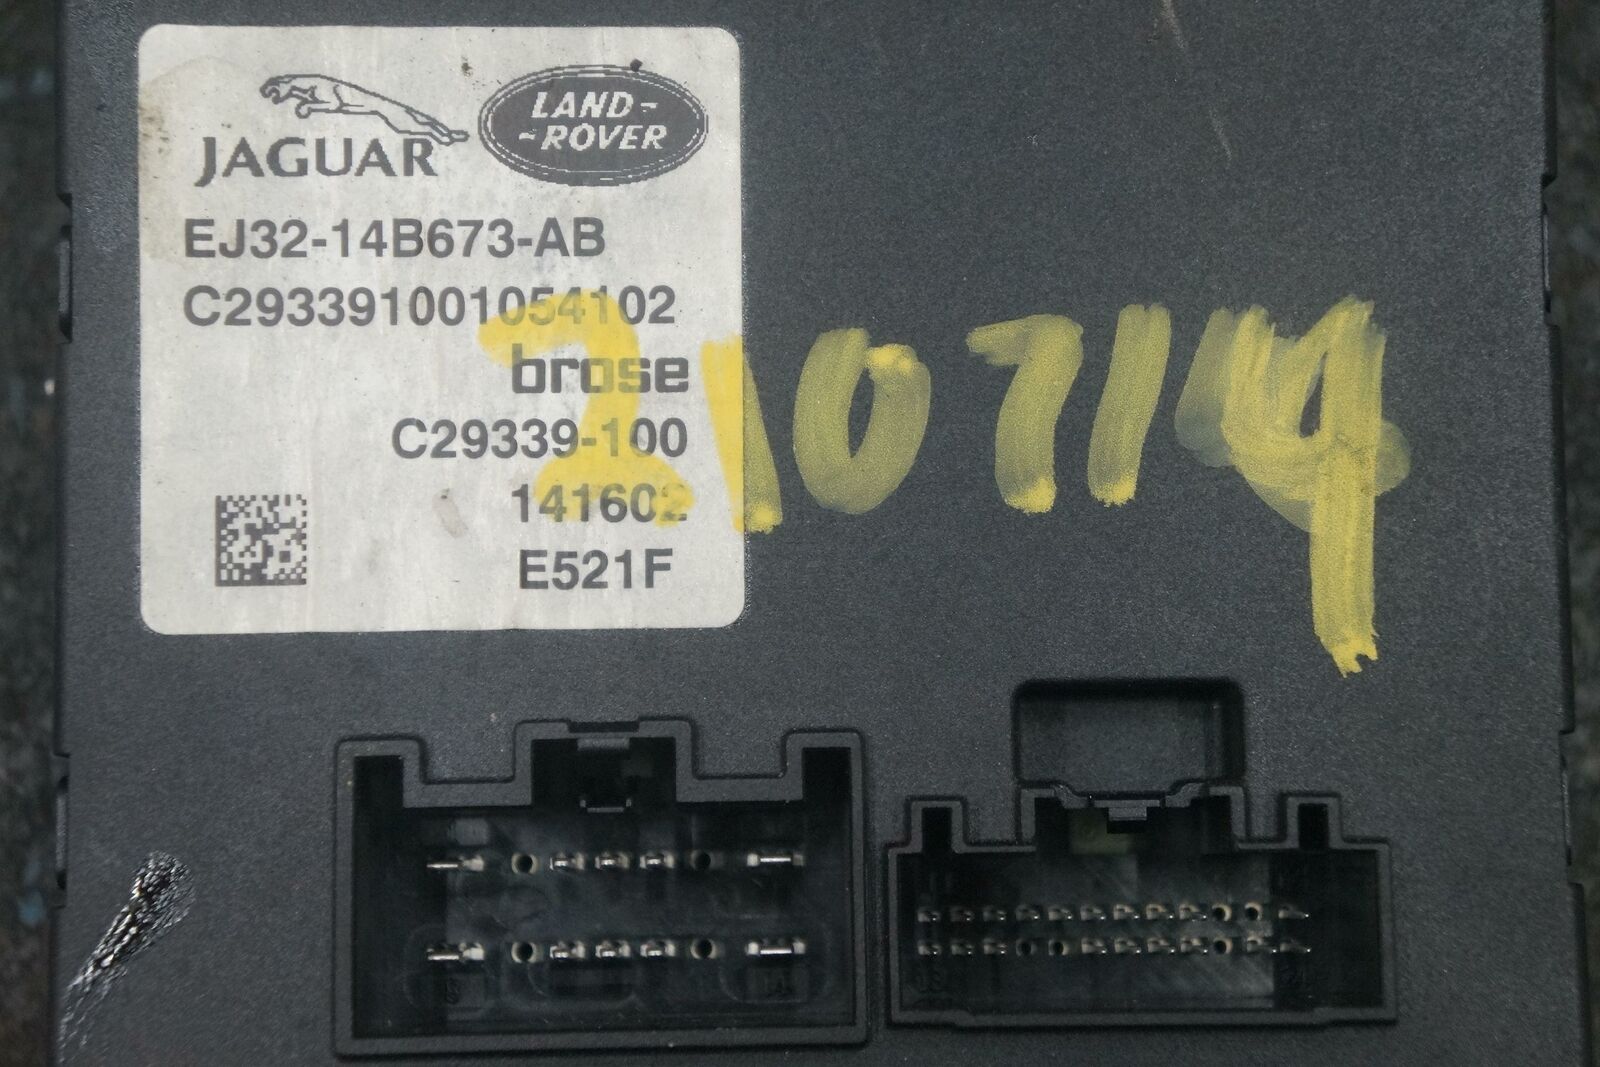 JAGUAR
LAND-
-ROVER
EJ32-14B673-AB
C293391001054102
brose
C29339-100
141602
E521F
210714